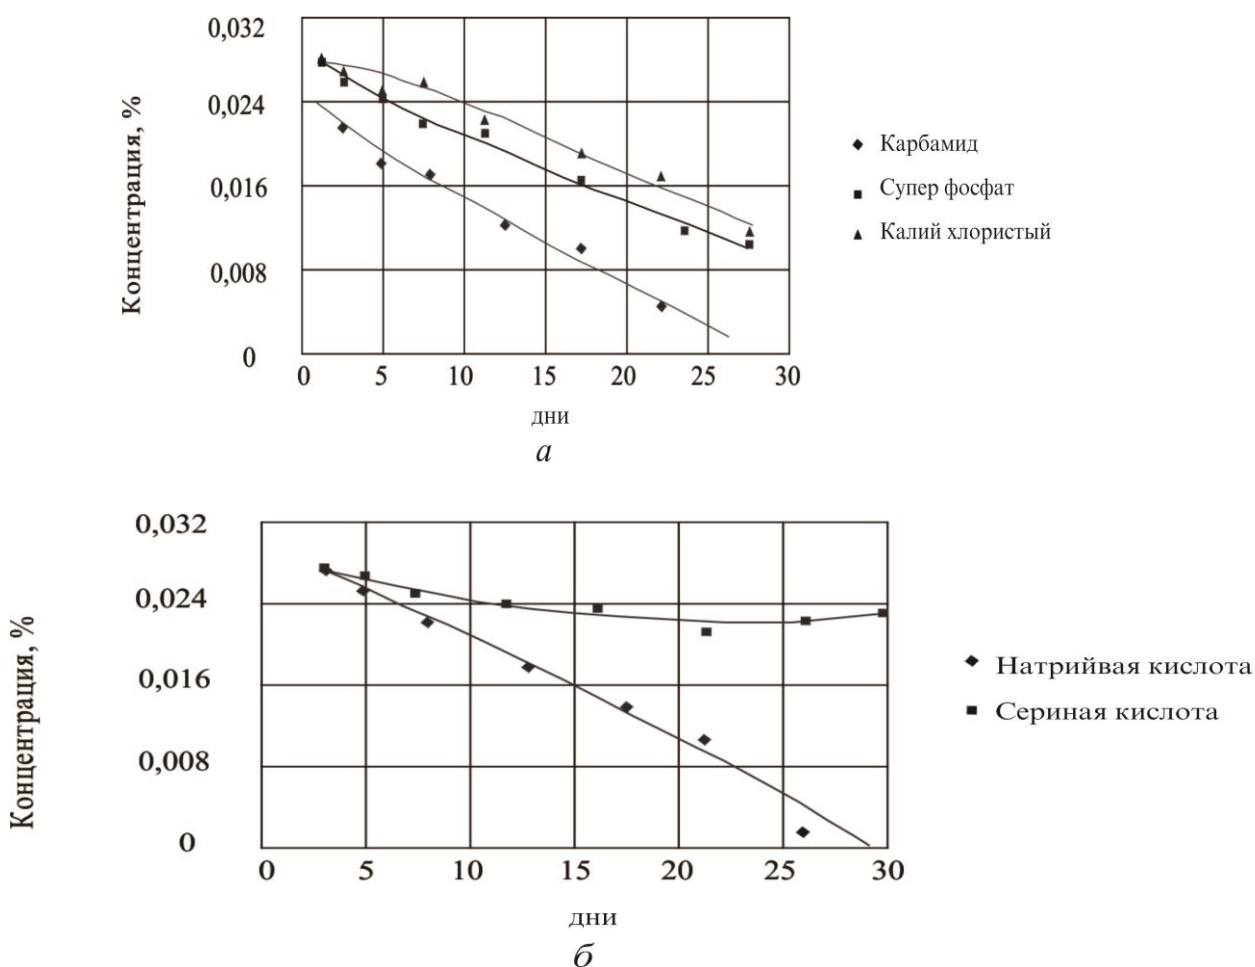 0,032
0,024
0,016
0,008
0
Концентрация, %
0 5 10 15 20 25 30
дни
а
Карбамид
Супер фосфат
Калий хлористый
0,032
0,024
0,016
0,008
0
Концентрация, %
0 5 10 15 20 25 30
дни
б
Натрийвая кислота
Сериная кислота